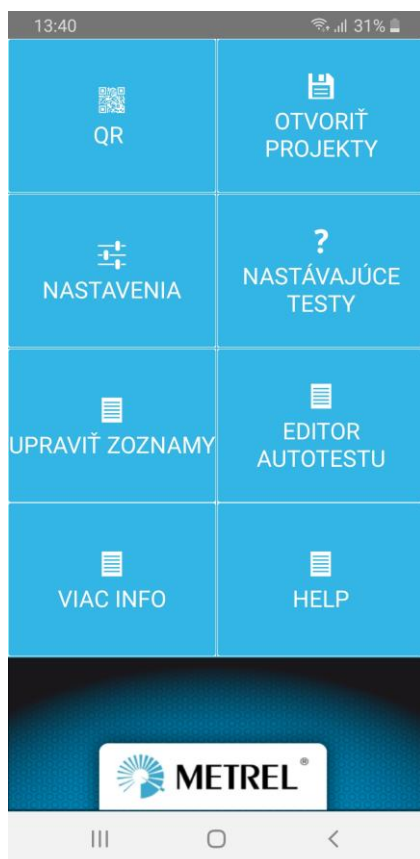 13:40
31%
QR
OTVORIŤ
PROJEKTY
NASTAVENIA
?
NASTÁVAJÚCE
TESTY
UPRAVIŤ ZOZNAMY
EDITOR
AUTOTESTU
VIAC INFO
HELP
METREL®